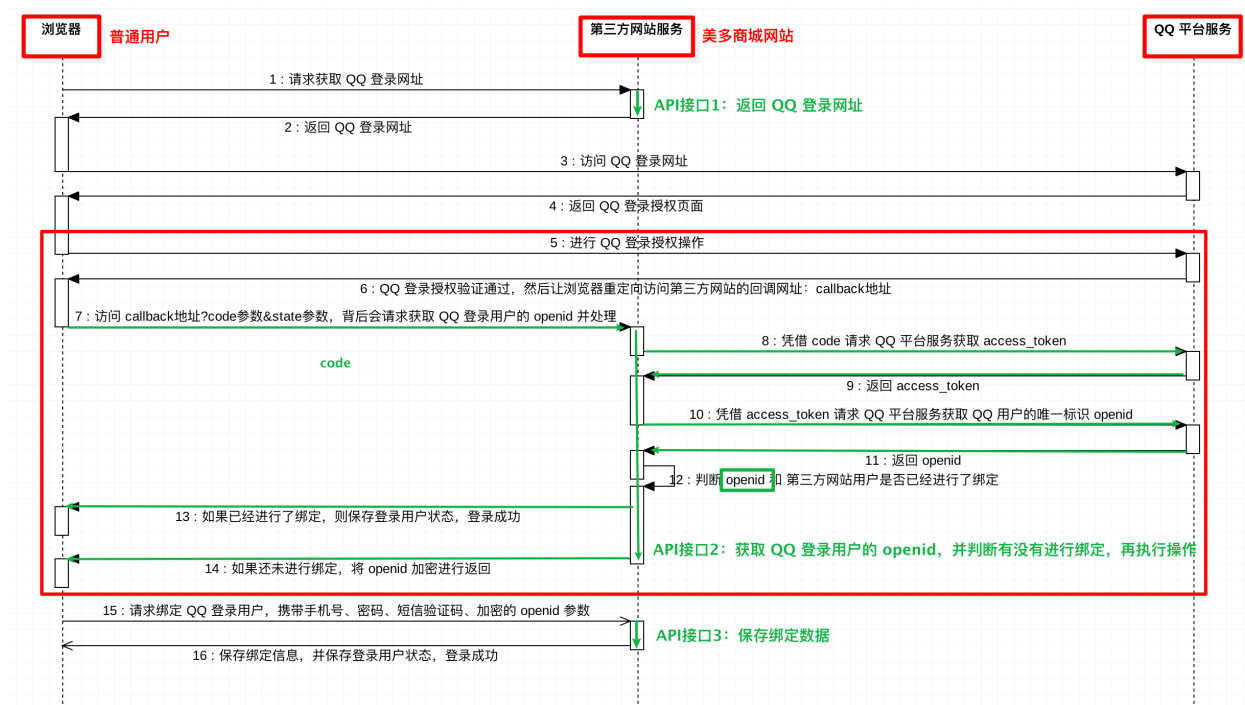 浏览器
普通用户
第三方网站服务
美多商城网站
QQ 平台服务
1 : 请求获取 QQ 登录网址
API接口1：返回 QQ 登录网址
2 : 返回 QQ 登录网址
3 : 访问 QQ 登录网址
4 : 返回 QQ 登录授权页面
5 : 进行 QQ 登录授权操作
6 : QQ 登录授权验证通过，然后让浏览器重定向访问第三方网站的回调网址：callback地址
7 : 访问 callback地址?code参数&state参数，背后会请求获取 QQ 登录用户的 openid 并处理
8 : 凭借 code 请求 QQ 平台服务获取 access_token
code
9 : 返回 access_token
10 : 凭借 access_token 请求 QQ 平台服务获取 QQ 用户的唯一标识 openid
11 : 返回 openid
12 : 判断 openid 和 第三方网站用户是否已经进行了绑定
13 : 如果已经进行了绑定，则保存登录用户状态，登录成功
API接口2：获取 QQ 登录用户的 openid，并判断有没有进行绑定，再执行操作
14 : 如果还未进行绑定，将 openid 加密进行返回
15 : 请求绑定 QQ 登录用户，携带手机号、密码、短信验证码、加密的 openid 参数
API接口3：保存绑定数据
16 : 保存绑定信息，并保存登录用户状态，登录成功